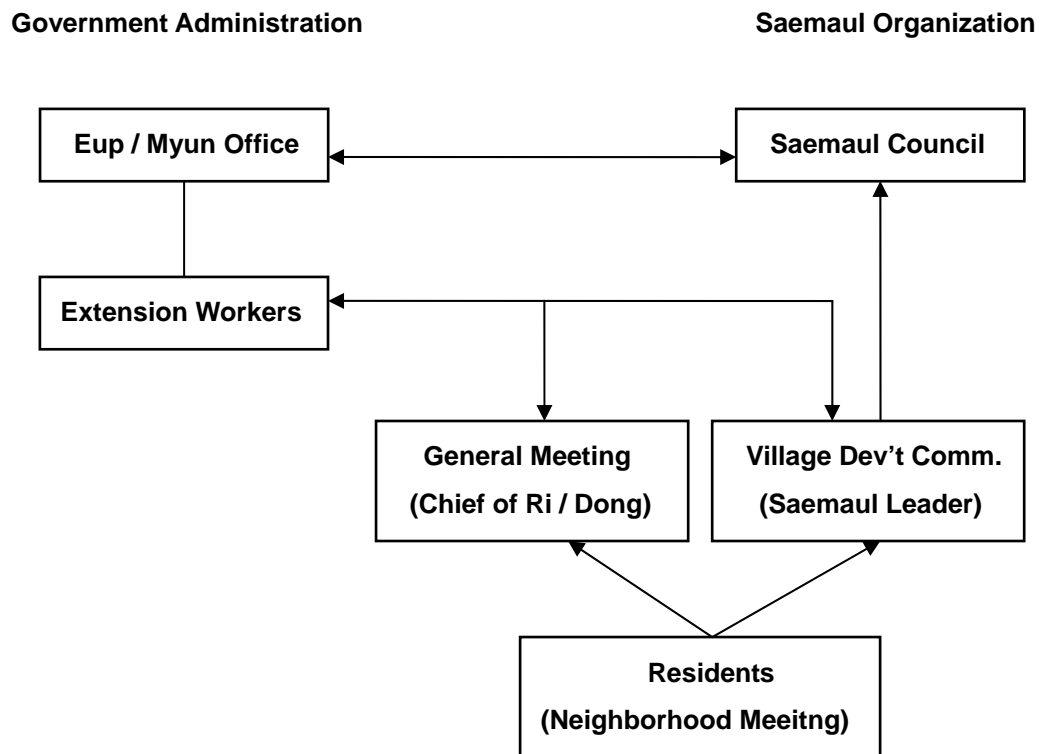 Government Administration
Saemaul Organization
Eup / Myun Office
Saemaul Council
Extension Workers
General Meeting
(Chief of Ri / Dong)
Village Dev’t Comm.
(Saemaul Leader)
Residents
(Neighborhood Meeitng)